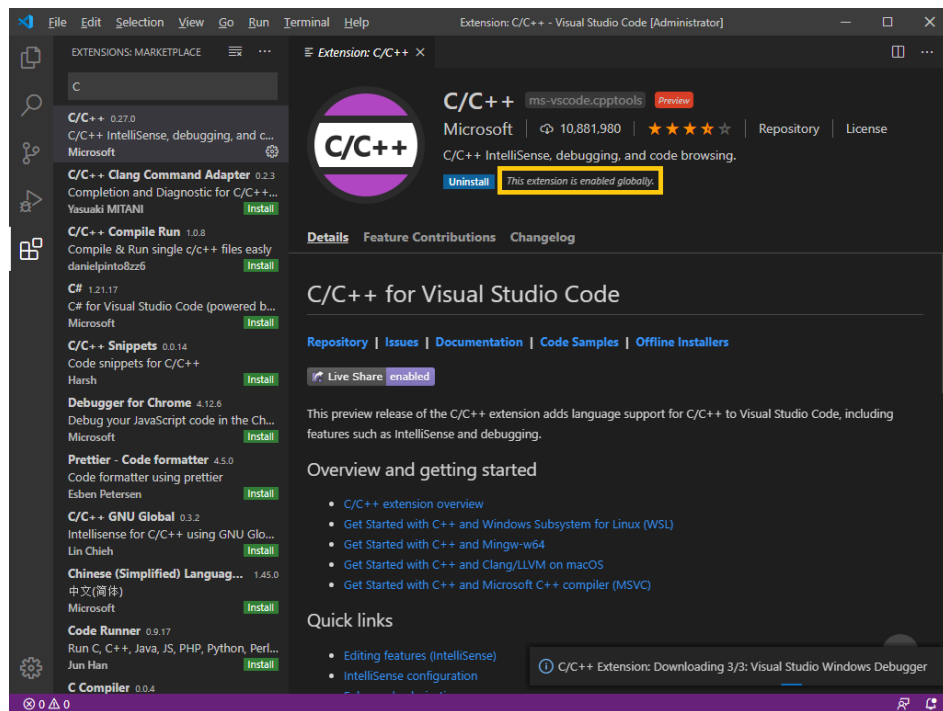 File Edit Selection View Go Run Terminal Help Extension: C/C++ - Visual Studio Code [Administrator]
EXTENSIONS: MARKETPLACE
C
C/C++ 0.27.0
C/C++ IntelliSense, debugging, and c...
Microsoft
C/C++ Clang Command Adapter 0.2.3
Completion and Diagnostic for C/C++...
Yasuaki MITANI Install
C/C++ Compile Run 1.0.8
Compile & Run single c/c++ files easly
danielpinto8zz6 Install
C# 1.21.17
C# for Visual Studio Code (powered b...
Microsoft Install
C/C++ Snippets 0.0.14
Code snippets for C/C++
Harsh Install
Debugger for Chrome 4.12.6
Debug your JavaScript code in the Ch...
Microsoft Install
Prettier - Code formatter 4.5.0
Code formatter using prettier
Esben Petersen Install
C/C++ GNU Global 0.3.2
Intellisense for C/C++ using GNU Glo...
Lin Chieh Install
Chinese (Simplified) Languag... 1.45.0
中文(简体)
Microsoft Install
Code Runner 0.9.17
Run C, C++, Java, JS, PHP, Python, Perl...
Jun Han Install
C Compiler 0.0.4
Extension: C/C++
C/C++
C/C++ ms-vscode.cpptools Preview
Microsoft 10,881,980 Repository License
C/C++ IntelliSense, debugging, and code browsing.
Uninstall This extension is enabled globally.
Details Feature Contributions Changelog
C/C++ for Visual Studio Code
Repository | Issues | Documentation | Code Samples | Offline Installers
Live Share enabled
This preview release of the C/C++ extension adds language support for C/C++ to Visual Studio Code, including
features such as IntelliSense and debugging.
Overview and getting started
C/C++ extension overview
Get Started with C++ and Windows Subsystem for Linux (WSL)
Get Started with C++ and Mingw-w64
Get Started with C++ and Clang/LLVM on macOS
Get Started with C++ and Microsoft C++ compiler (MSVC)
Quick links
Editing features (IntelliSense)
IntelliSense configuration
C/C++ Extension: Downloading 3/3: Visual Studio Windows Debugger
0 0